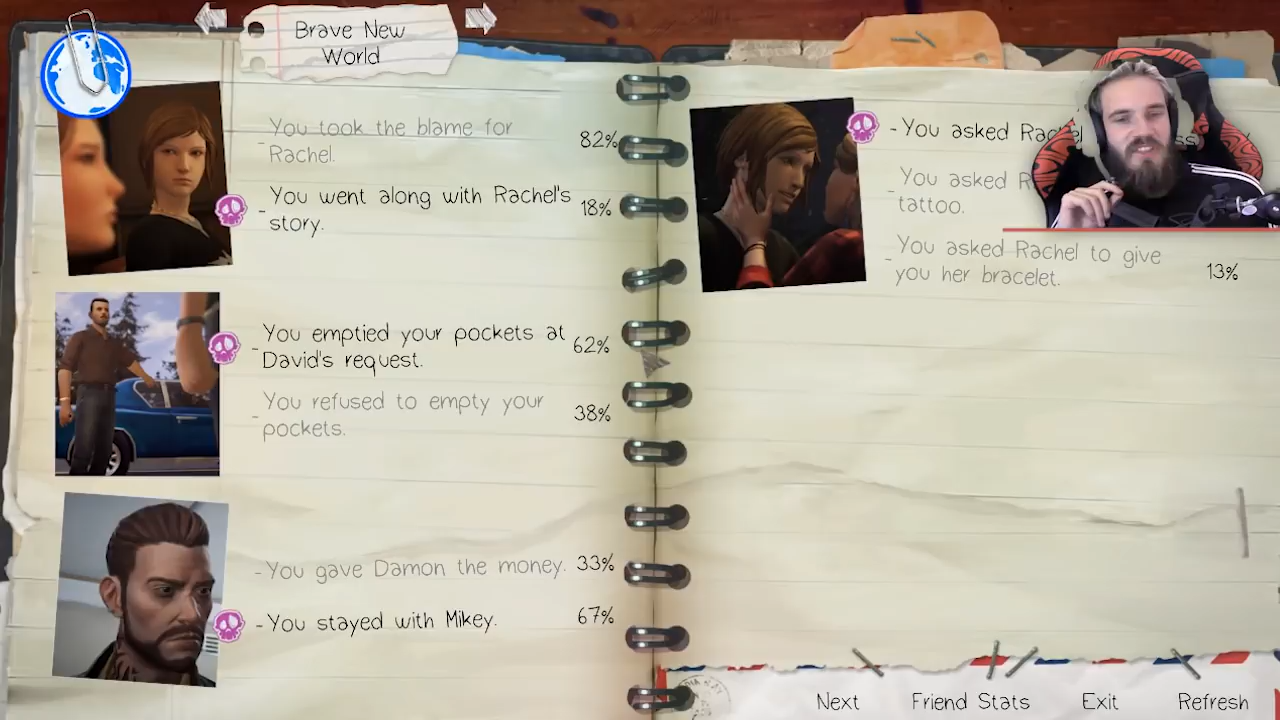 Brave New
World
You took the blame for
Rachel.
82%
- You went along with Rachel's
story.
18%
- You emptied your pockets at
David's request.
62%
- You refused to empty your
pockets.
38%
- You gave Damon the money.
33%
- You stayed with Mikey.
67%
- You asked
You asked
tattoo.
- You asked Rachel to give
you her bracelet.
13%
Next Friend Stats Exit Refresh